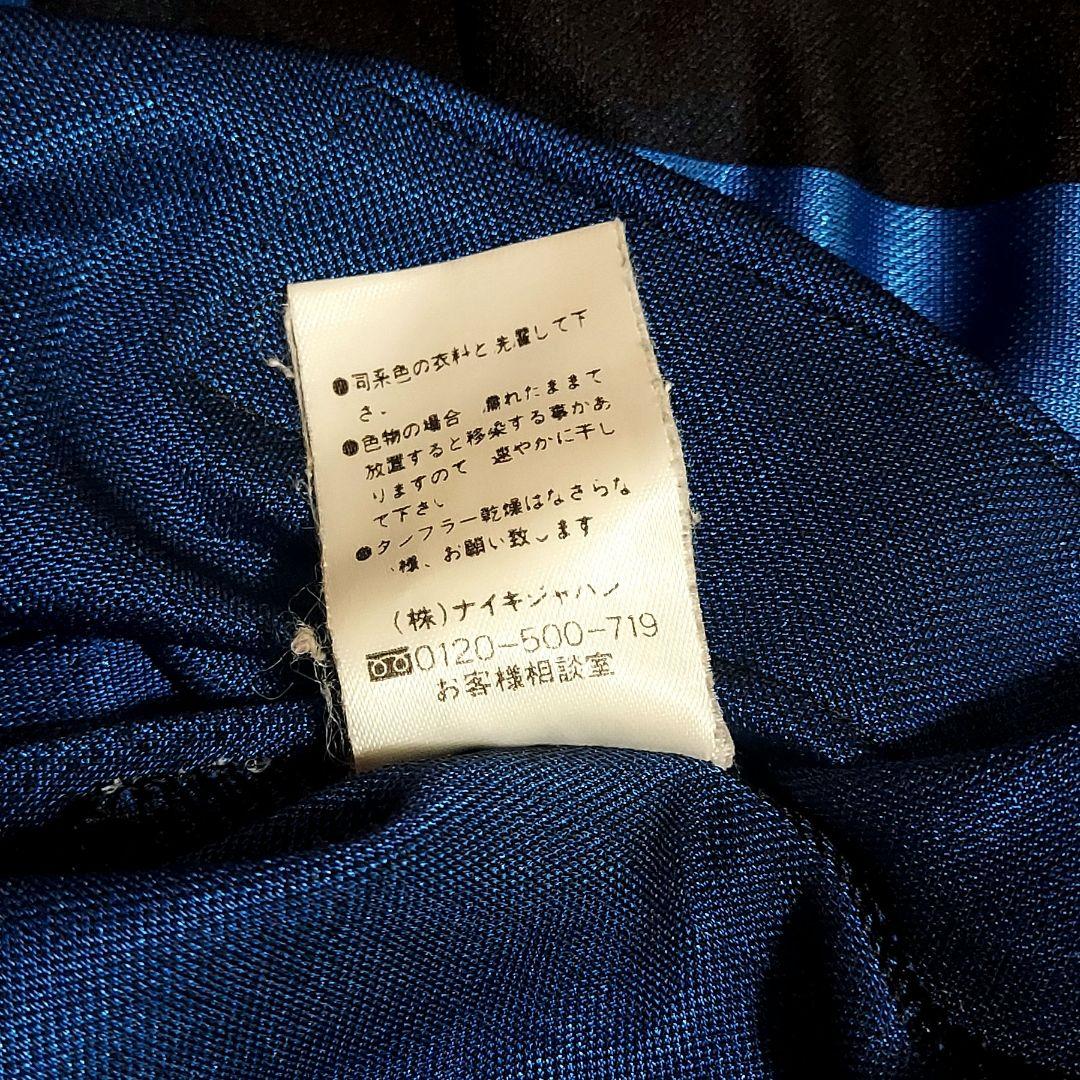 ●同系色の衣料と洗濯して下
さい。
●色物の場合 濡れたままで
放置すると移染する事があ
りますので 速やかに干し
て下さい。
●タンブラー乾燥はなさらな
い様、お願い致します
(株)ナイキジャパン
0120-500-719
お客様相談室